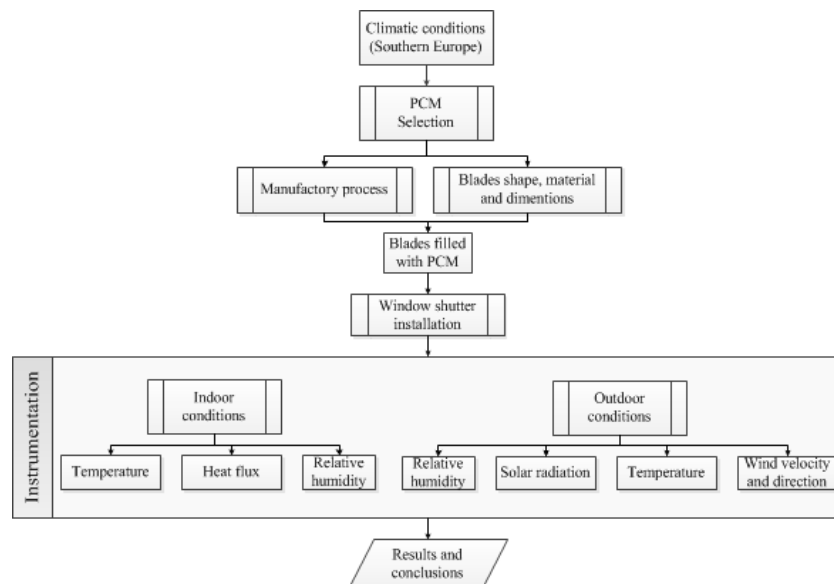 Climatic conditions
(Southern Europe)
PCM
Selection
Manufactory process
Blades shape, material
and dimentions
Blades filled
with PCM
Window shutter
installation
Instrumentation
Indoor
conditions
Outdoor
conditions
Temperature
Heat flux
Relative
humidity
Relative
humidity
Solar radiation
Temperature
Wind velocity
and direction
Results and
conclusions